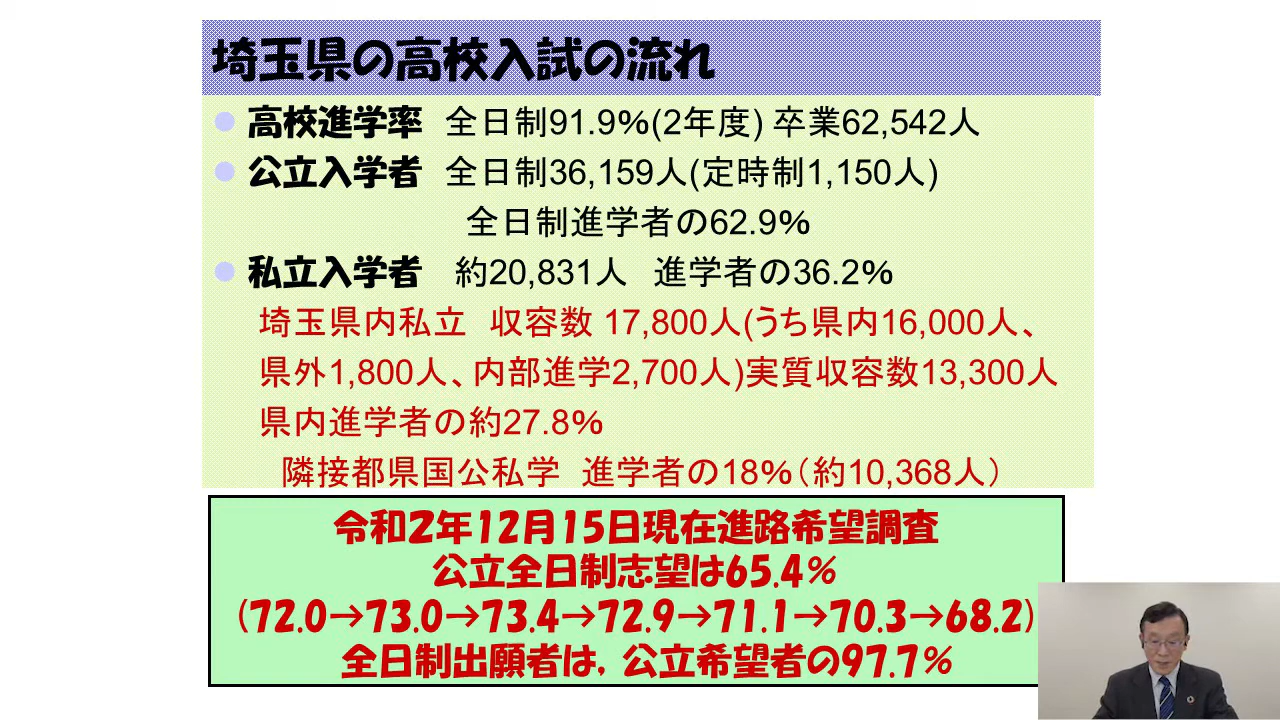 埼玉県の高校入試の流れ
高校進学率 全日制91.9%(2年度) 卒業62,542人
公立入学者 全日制36,159人(定時制1,150人)
全日制進学者の62.9%
私立入学者 約20,831人 進学者の36.2%
埼玉県内私立 収容数 17,800人(うち県内16,000人、
県外1,800人、内部進学2,700人)実質収容数13,300人
県内進学者の約27.8%
隣接都県国公私学 進学者の18%(約10,368人)
令和2年12月15日現在進路希望調査
公立全日制志望は65.4%
(72.0→73.0→73.4→72.9→71.1→70.3→68.2)
全日制出願者は,公立希望者の97.7%